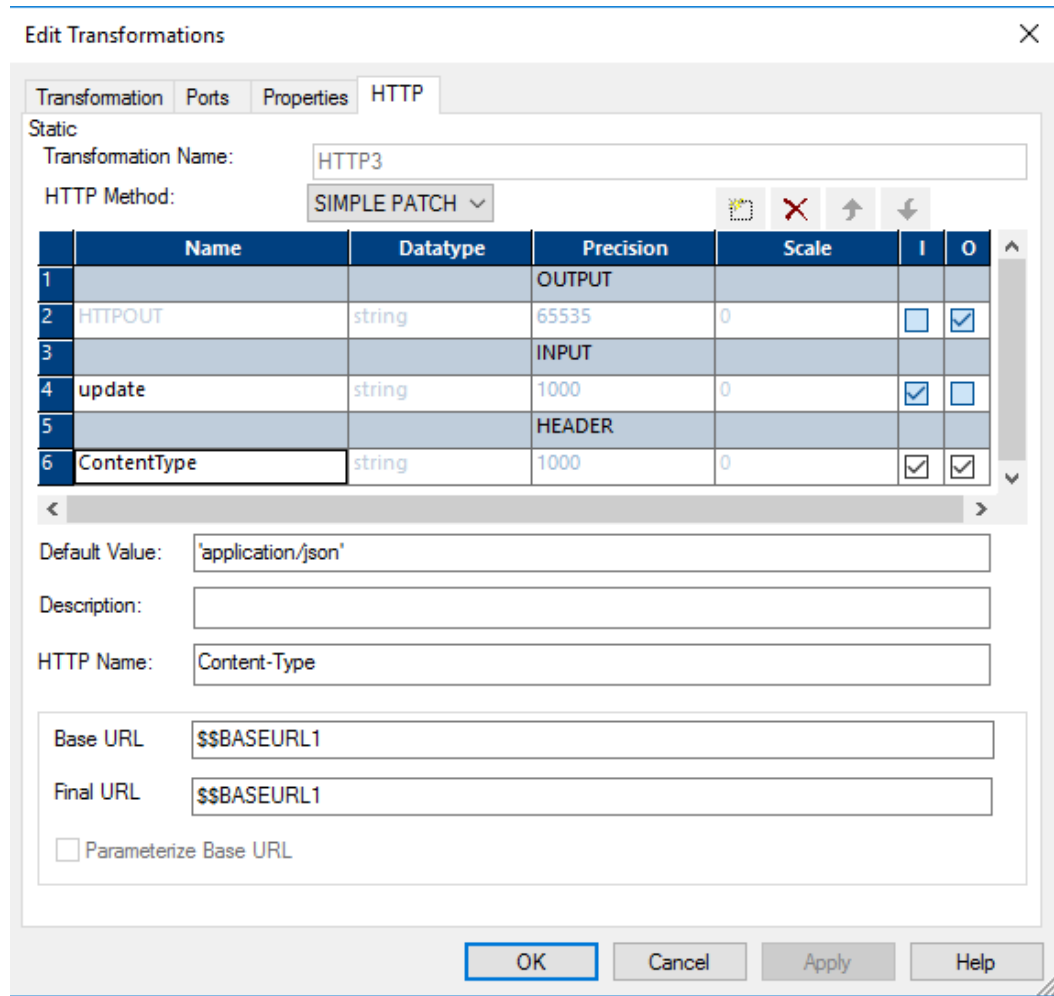 Edit Transformations
Transformation Ports Properties HTTP
Static
Transformation Name: HTTP3
HTTP Method: SIMPLE PATCH
Name Datatype Precision Scale I O
1 OUTPUT
2 HTTPOUT string 65535 0
3 INPUT
4 update string 1000 0
5 HEADER
6 ContentType string 1000 0
Default Value: 'application/json'
Description:
HTTP Name: Content-Type
Base URL $$BASEURL1
Final URL $$BASEURL1
Parameterize Base URL
OK Cancel Apply Help